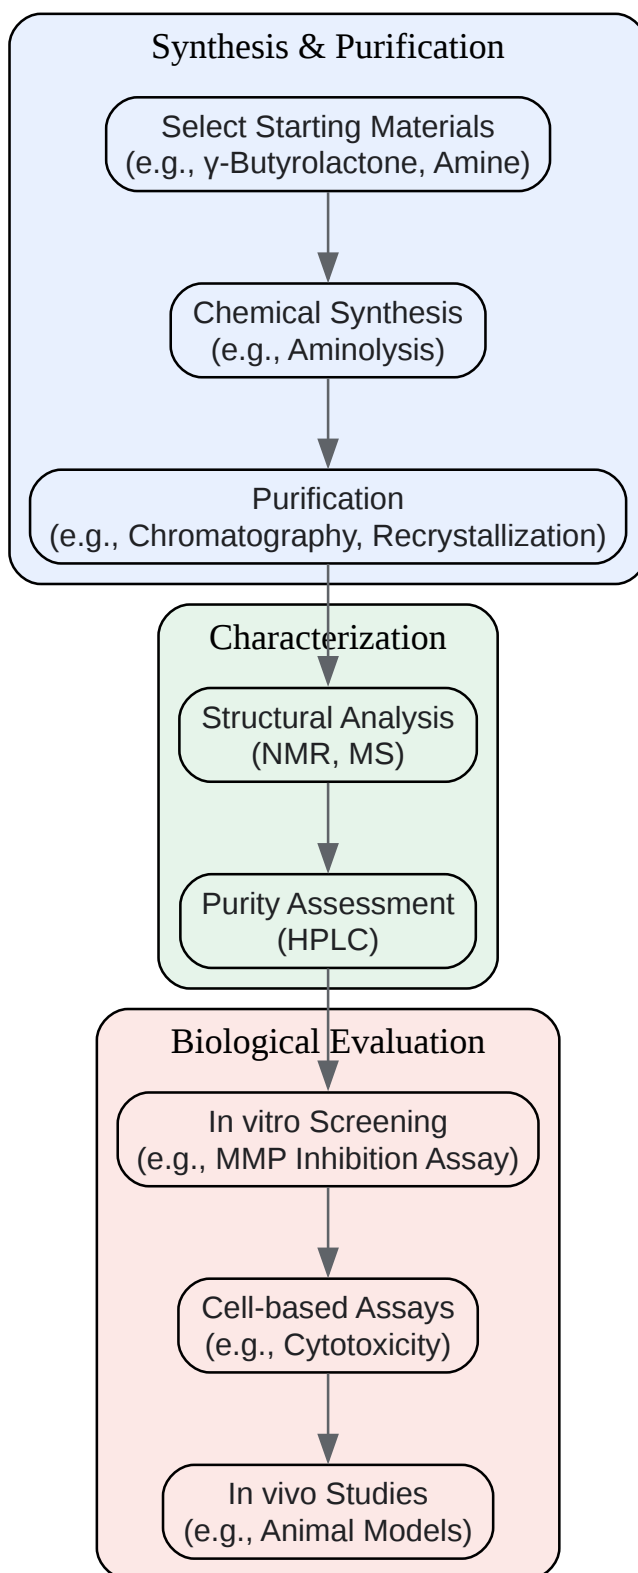 Synthesis & Purification
Select Starting Materials
(e.g., γ-Butyrolactone, Amine)
Chemical Synthesis
(e.g., Aminolysis)
Purification
(e.g., Chromatography, Recrystallization)
Characterization
Structural Analysis
(NMR, MS)
Purity Assessment
(HPLC)
Biological Evaluation
In vitro Screening
(e.g., MMP Inhibition Assay)
Cell-based Assays
(e.g., Cytotoxicity)
In vivo Studies
(e.g., Animal Models)